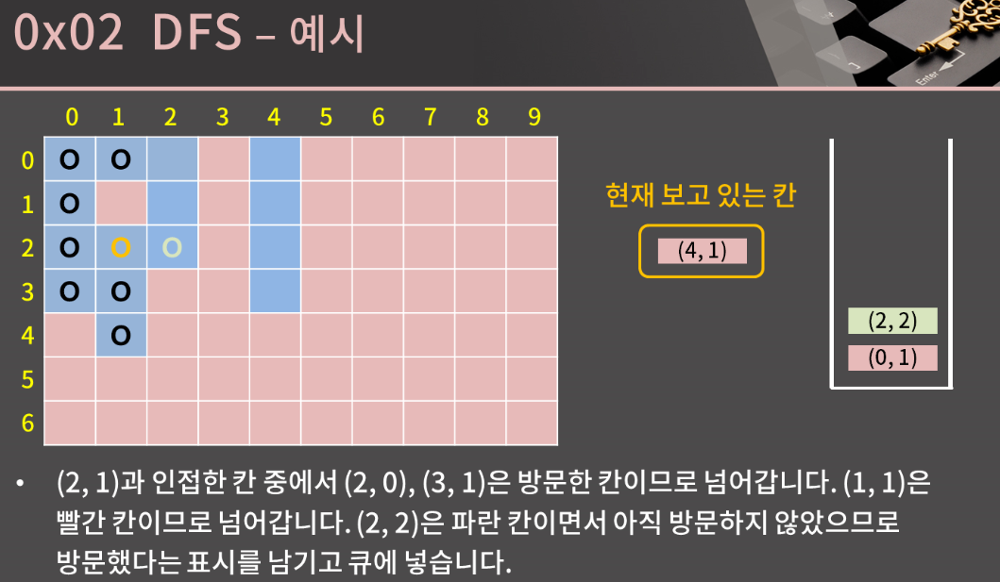 0x02 DFS – 예시
Enter
0 1 2 3 4 5 6 7 8 9
0 O O
1 O
2 O O O
3 O O
4 O
5
6
현재 보고 있는 칸
(4, 1)
(2, 2)
(0, 1)
• (2, 1)과 인접한 칸 중에서 (2, 0), (3, 1)은 방문한 칸이므로 넘어갑니다. (1, 1)은
빨간 칸이므로 넘어갑니다. (2, 2)은 파란 칸이면서 아직 방문하지 않았으므로
방문했다는 표시를 남기고 큐에 넣습니다.